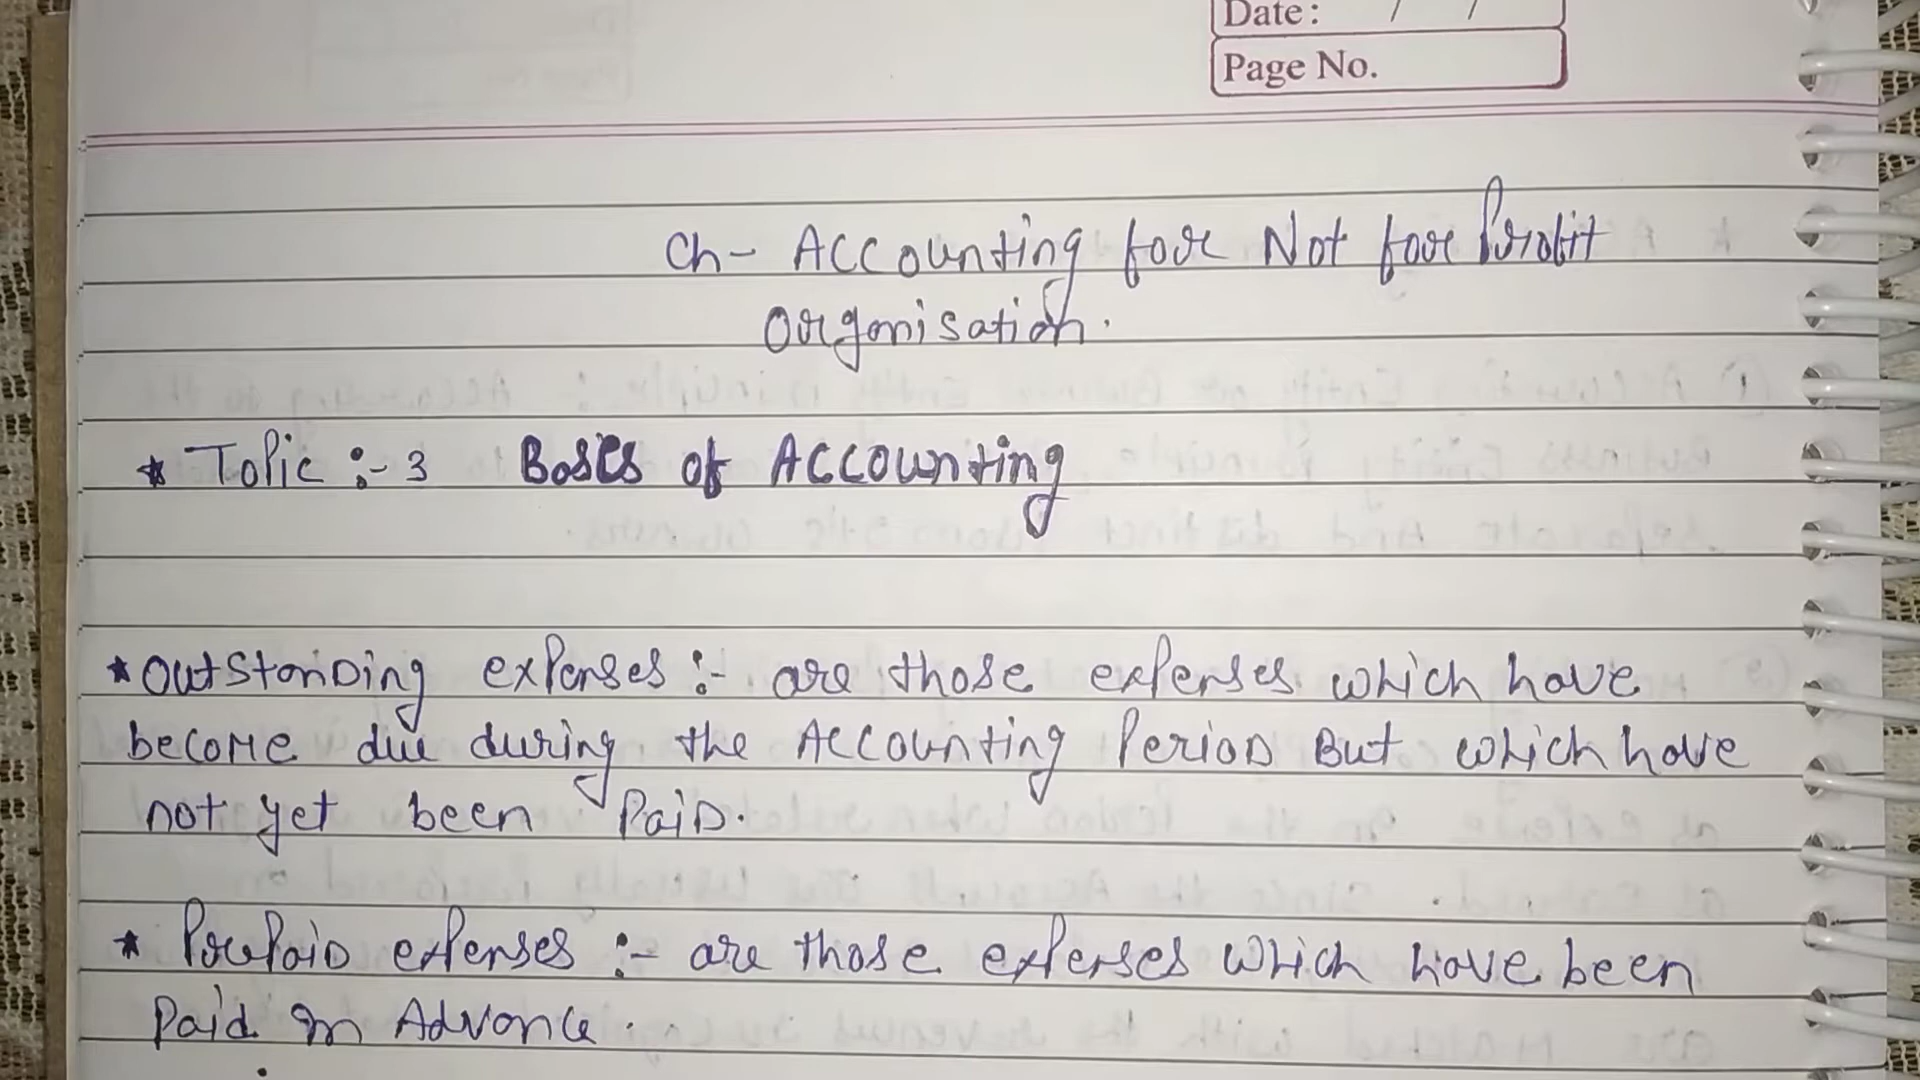 Date: / /
Page No.
Ch- Accounting for Not for Profit
Organisation.
* Topic :- 3 Basis of Accounting
* Outstanding expenses :- are those expenses which have
become due during the Accounting Period But which have
not yet been Paid.
* Prepaid expenses :- are those expenses which have been
Paid in Advance.